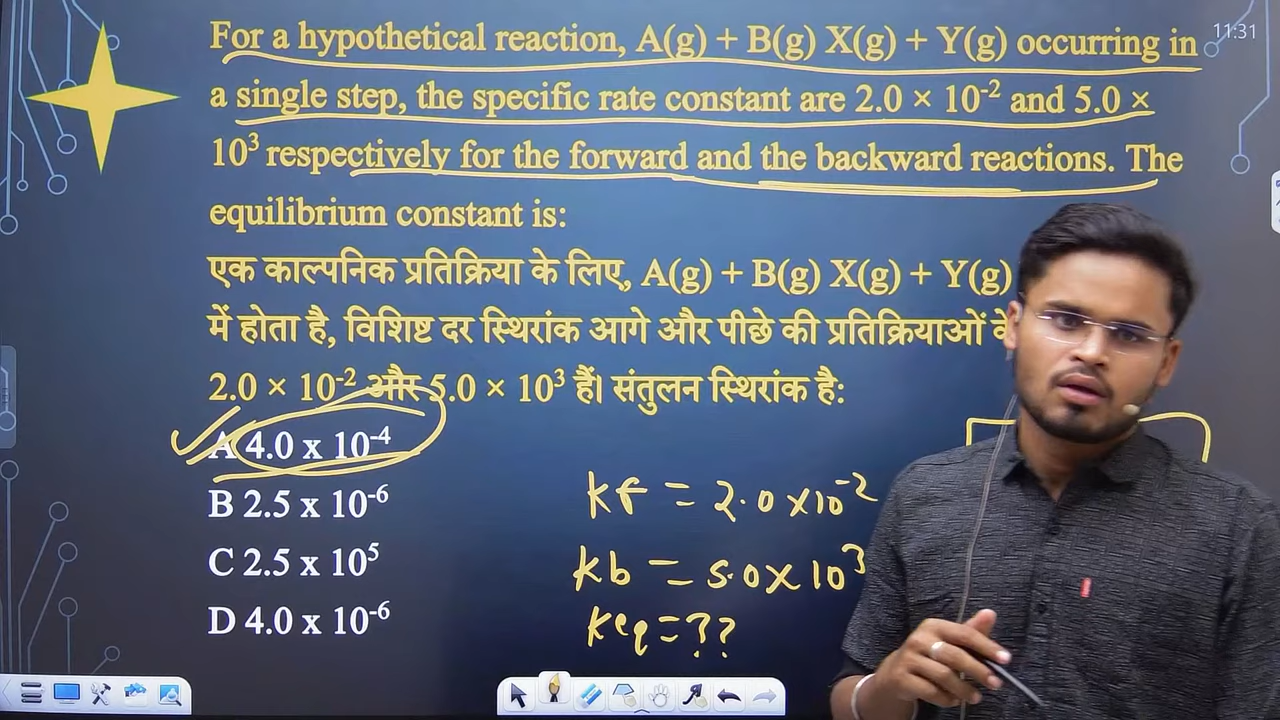 For a hypothetical reaction, A(g) + B(g) X(g) + Y(g) occurring in
11:31
a single step, the specific rate constant are 2.0 × 10⁻² and 5.0 ×
10³ respectively for the forward and the backward reactions. The
equilibrium constant is:
एक काल्पनिक प्रतिक्रिया के लिए, A(g) + B(g) X(g) + Y(g)
में होता है, विशिष्ट दर स्थिरांक आगे और पीछे की प्रतिक्रियाओं के
2.0 × 10⁻² और 5.0 × 10³ हैं। संतुलन स्थिरांक है:
A 4.0 x 10⁻⁴
B 2.5 x 10⁻⁶
C 2.5 x 10⁵
D 4.0 x 10⁻⁶
Kf = 2.0 x 10⁻²
Kb = 5.0 x 10³
Keq = ??